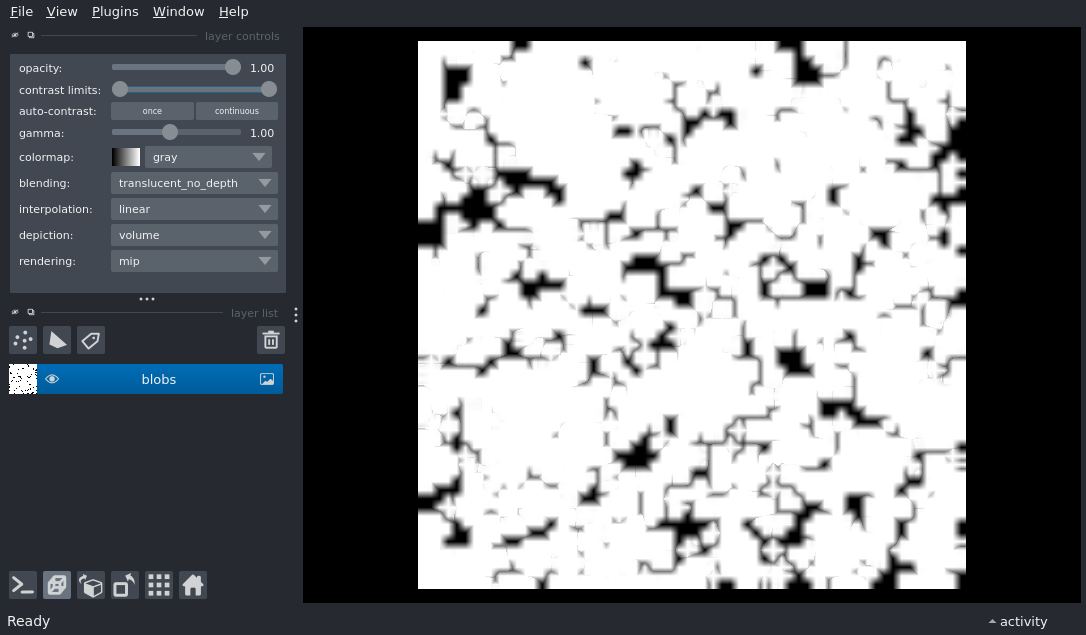 File View Plugins Window Help
layer controls
opacity: 1.00
contrast limits:
auto-contrast: once continuous
gamma: 1.00
colormap: gray
blending: translucent_no_depth
interpolation: linear
depiction: volume
rendering: mip
layer list
blobs
Ready activity